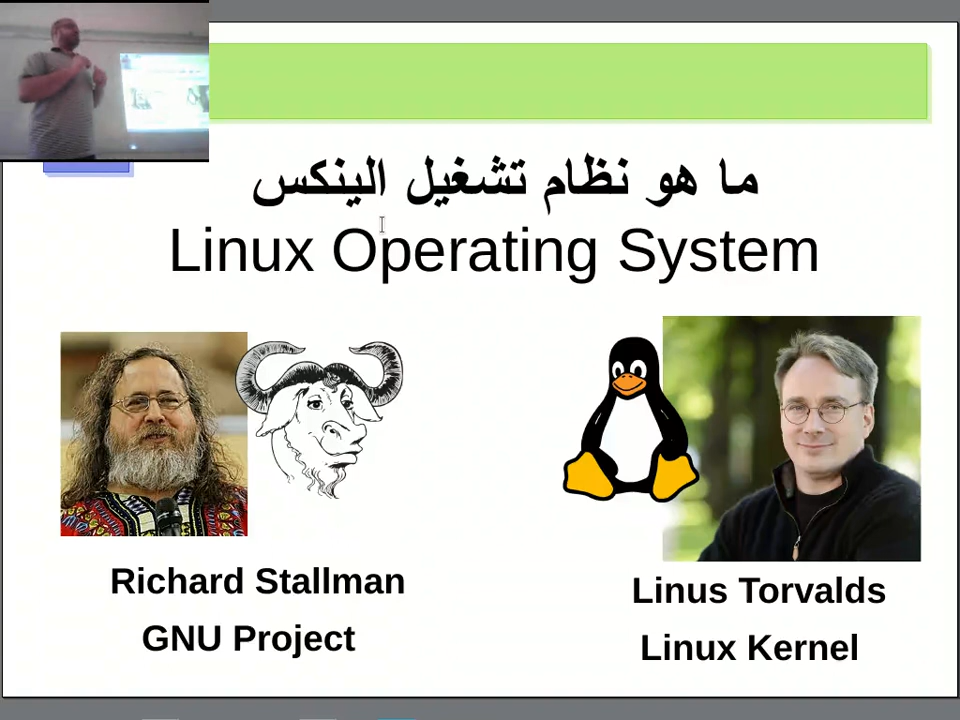 ما هو نظام تشغيل الينكس
Linux Operating System
Richard Stallman
GNU Project
Linus Torvalds
Linux Kernel